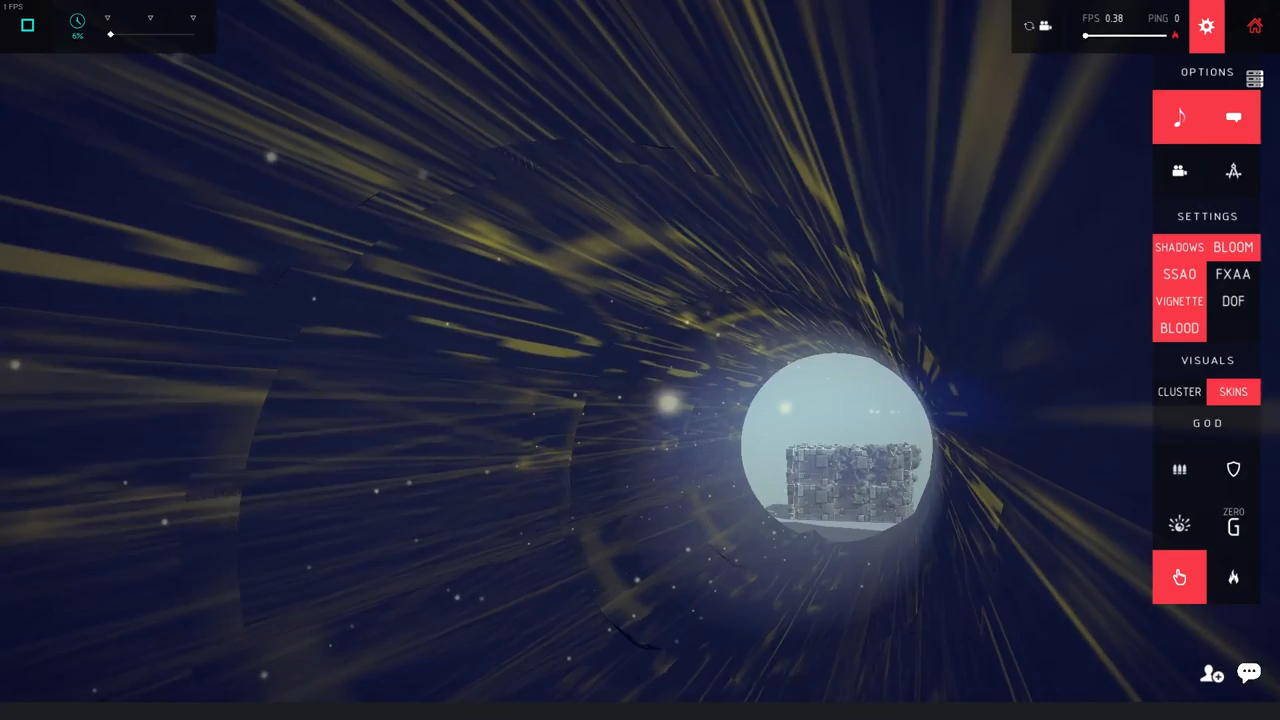 1 FPS
6%
FPS 0.38 PING 0
OPTIONS
SETTINGS
SHADOWS BLOOM
SSAO FXAA
VIGNETTE DOF
BLOOD
VISUALS
CLUSTER SKINS
GOD
ZERO
G